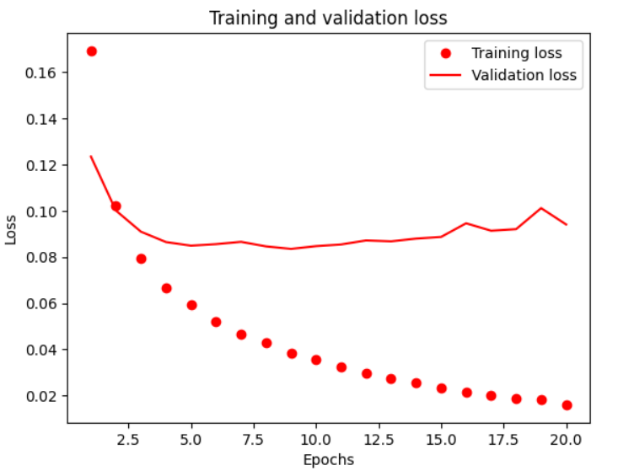 Training and validation loss
Training loss
Validation loss
0.16
0.14
0.12
0.10
0.08
0.06
0.04
0.02
Loss
2.5 5.0 7.5 10.0 12.5 15.0 17.5 20.0
Epochs